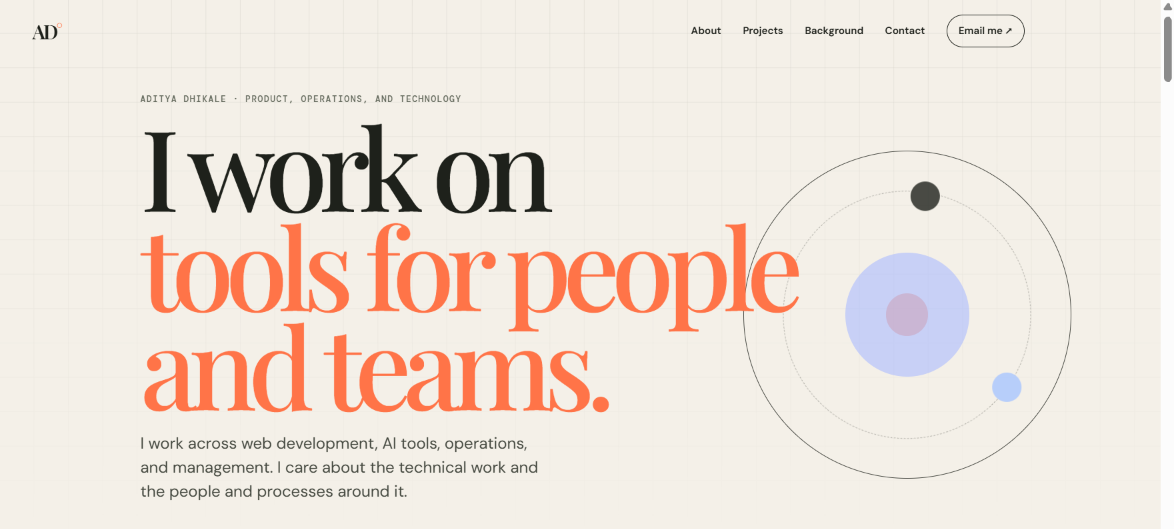 AD
About
Projects
Background
Contact
Email me ↗
ADITYA DHIKALE · PRODUCT, OPERATIONS, AND TECHNOLOGY
I work on
tools for people
and teams.
I work across web development, AI tools, operations,
and management. I care about the technical work and
the people and processes around it.